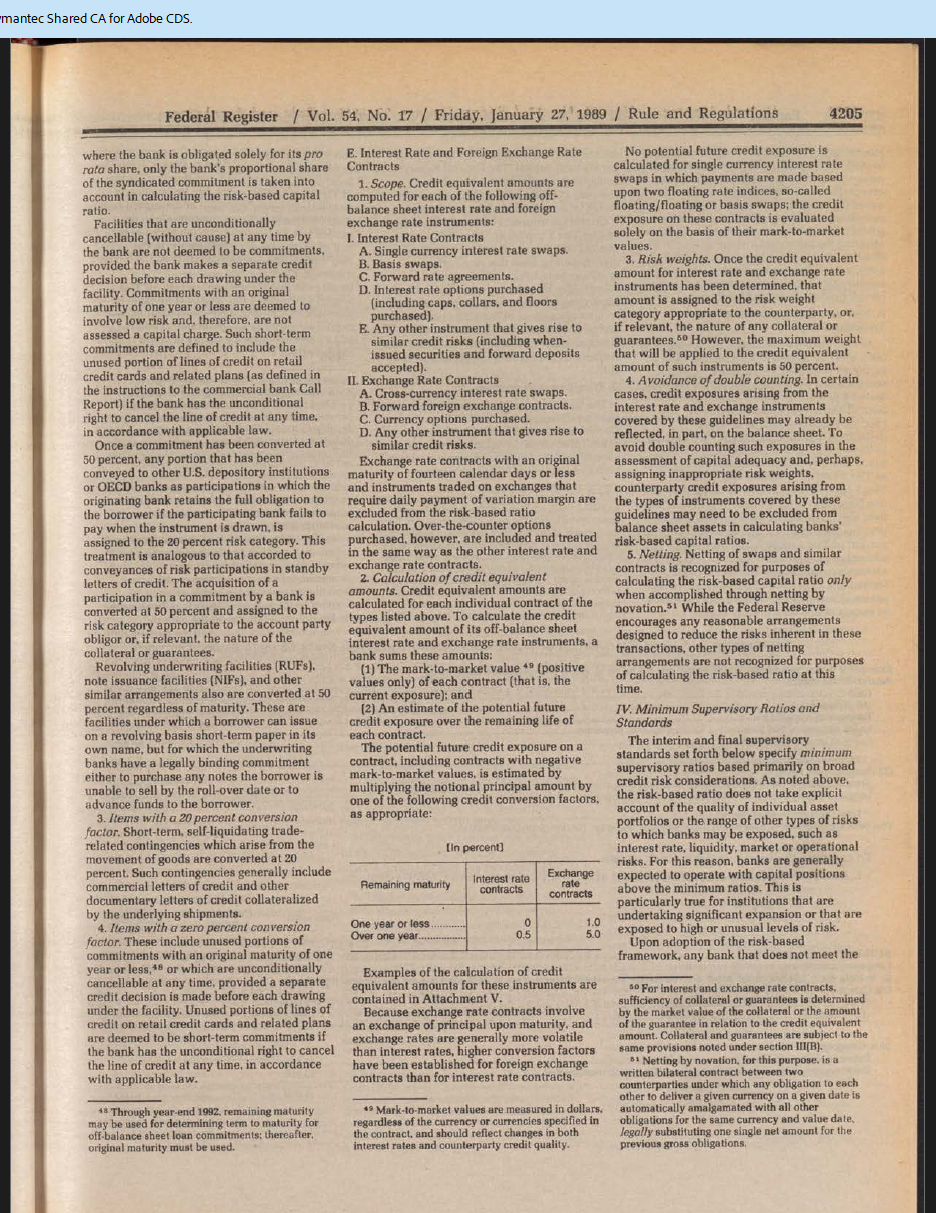 mantec Shared CA for Adobe CDS.
Federal Register / Vol. 54, No. 17 / Friday, January 27, 1989 / Rule and Regulations 4205
where the bank is obligated solely for its pro
rata share, only the bank's proportional share
of the syndicated commitment is taken into
account in calculating the risk-based capital
ratio.
Facilities that are unconditionally
cancellable (without cause) at any time by
the bank are not deemed to be commitments,
provided the bank makes a separate credit
decision before each drawing under the
facility. Commitments with an original
maturity of one year or less are deemed to
involve low risk and, therefore, are not
assessed a capital charge. Such short-term
commitments are defined to include the
unused portion of lines of credit on retail
credit cards and related plans (as defined in
the instructions to the commercial bank Call
Report) if the bank has the unconditional
right to cancel the line of credit at any time,
in accordance with applicable law.
Once a commitment has been converted at
50 percent, any portion that has been
conveyed to other U.S. depository institutions
or OECD banks as participations in which the
originating bank retains the full obligation to
the borrower if the participating bank fails to
pay when the instrument is drawn, is
assigned to the 20 percent risk category. This
treatment is analogous to that accorded to
conveyances of risk participations in standby
letters of credit. The acquisition of a
participation in a commitment by a bank is
converted at 50 percent and assigned to the
risk category appropriate to the account party
obligor or, if relevant, the nature of the
collateral or guarantees.
Revolving underwriting facilities (RUFs),
note issuance facilities (NIFs), and other
similar arrangements also are converted at 50
percent regardless of maturity. These are
facilities under which a borrower can issue
on a revolving basis short-term paper in its
own name, but for which the underwriting
banks have a legally binding commitment
either to purchase any notes the borrower is
unable to sell by the roll-over date or to
advance funds to the borrower.
3. Items with a 20 percent conversion
factor. Short-term, self-liquidating trade-
related contingencies which arise from the
movement of goods are converted at 20
percent. Such contingencies generally include
commercial letters of credit and other
documentary letters of credit collateralized
by the underlying shipments.
4. Items with a zero percent conversion
factor. These include unused portions of
commitments with an original maturity of one
year or less,48 or which are unconditionally
cancellable at any time, provided a separate
credit decision is made before each drawing
under the facility. Unused portions of lines of
credit on retail credit cards and related plans
are deemed to be short-term commitments if
the bank has the unconditional right to cancel
the line of credit at any time, in accordance
with applicable law.
48 Through year-end 1992, remaining maturity
may be used for determining term to maturity for
off-balance sheet loan commitments; thereafter,
original maturity must be used.
E. Interest Rate and Foreign Exchange Rate
Contracts
1. Scope. Credit equivalent amounts are
computed for each of the following off-
balance sheet interest rate and foreign
exchange rate instruments:
I. Interest Rate Contracts
A. Single currency interest rate swaps.
B. Basis swaps.
C. Forward rate agreements.
D. Interest rate options purchased
(including caps, collars, and floors
purchased).
E. Any other instrument that gives rise to
similar credit risks (including when-
issued securities and forward deposits
accepted).
II. Exchange Rate Contracts
A. Cross-currency interest rate swaps.
B. Forward foreign exchange contracts.
C. Currency options purchased.
D. Any other instrument that gives rise to
similar credit risks.
Exchange rate contracts with an original
maturity of fourteen calendar days or less
and instruments traded on exchanges that
require daily payment of variation margin are
excluded from the risk-based ratio
calculation. Over-the-counter options
purchased, however, are included and treated
in the same way as the other interest rate and
exchange rate contracts.
2. Calculation of credit equivalent
amounts. Credit equivalent amounts are
calculated for each individual contract of the
types listed above. To calculate the credit
equivalent amount of its off-balance sheet
interest rate and exchange rate instruments, a
bank sums these amounts:
(1) The mark-to-market value 49 (positive
values only) of each contract (that is, the
current exposure); and
(2) An estimate of the potential future
credit exposure over the remaining life of
each contract.
The potential future credit exposure on a
contract, including contracts with negative
mark-to-market values, is estimated by
multiplying the notional principal amount by
one of the following credit conversion factors,
as appropriate:
[In percent]
Remaining maturity Interest rate contracts Exchange rate contracts
One year or less............ 0 1.0
Over one year................ 0.5 5.0
Examples of the calculation of credit
equivalent amounts for these instruments are
contained in Attachment V.
Because exchange rate contracts involve
an exchange of principal upon maturity, and
exchange rates are generally more volatile
than interest rates, higher conversion factors
have been established for foreign exchange
contracts than for interest rate contracts.
49 Mark-to-market values are measured in dollars,
regardless of the currency or currencies specified in
the contract, and should reflect changes in both
interest rates and counterparty credit quality.
No potential future credit exposure is
calculated for single currency interest rate
swaps in which payments are made based
upon two floating rate indices, so-called
floating/floating or basis swaps; the credit
exposure on these contracts is evaluated
solely on the basis of their mark-to-market
values.
3. Risk weights. Once the credit equivalent
amount for interest rate and exchange rate
instruments has been determined, that
amount is assigned to the risk weight
category appropriate to the counterparty, or,
if relevant, the nature of any collateral or
guarantees.50 However, the maximum weight
that will be applied to the credit equivalent
amount of such instruments is 50 percent.
4. Avoidance of double counting. In certain
cases, credit exposures arising from the
interest rate and exchange instruments
covered by these guidelines may already be
reflected, in part, on the balance sheet. To
avoid double counting such exposures in the
assessment of capital adequacy and, perhaps,
assigning inappropriate risk weights,
counterparty credit exposures arising from
the types of instruments covered by these
guidelines may need to be excluded from
balance sheet assets in calculating banks'
risk-based capital ratios.
5. Netting. Netting of swaps and similar
contracts is recognized for purposes of
calculating the risk-based capital ratio only
when accomplished through netting by
novation.51 While the Federal Reserve
encourages any reasonable arrangements
designed to reduce the risks inherent in these
transactions, other types of netting
arrangements are not recognized for purposes
of calculating the risk-based ratio at this
time.
IV. Minimum Supervisory Ratios and
Standards
The interim and final supervisory
standards set forth below specify minimum
supervisory ratios based primarily on broad
credit risk considerations. As noted above,
the risk-based ratio does not take explicit
account of the quality of individual asset
portfolios or the range of other types of risks
to which banks may be exposed, such as
interest rate, liquidity, market or operational
risks. For this reason, banks are generally
expected to operate with capital positions
above the minimum ratios. This is
particularly true for institutions that are
undertaking significant expansion or that are
exposed to high or unusual levels of risk.
Upon adoption of the risk-based
framework, any bank that does not meet the
50 For interest and exchange rate contracts,
sufficiency of collateral or guarantees is determined
by the market value of the collateral or the amount
of the guarantee in relation to the credit equivalent
amount. Collateral and guarantees are subject to the
same provisions noted under section III(B).
51 Netting by novation, for this purpose, is a
written bilateral contract between two
counterparties under which any obligation to each
other to deliver a given currency on a given date is
automatically amalgamated with all other
obligations for the same currency and value date,
legally substituting one single net amount for the
previous gross obligations.